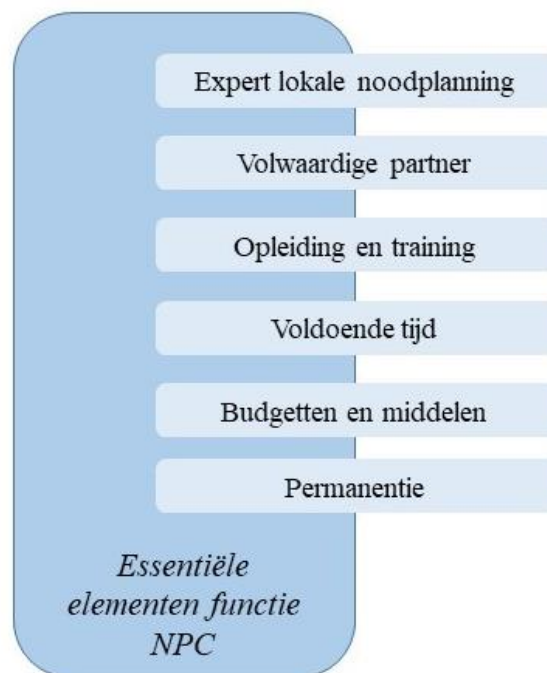 Expert lokale noodplanning
Volwaardige partner
Opleiding en training
Voldoende tijd
Budgetten en middelen
Permanentie
Essentiële
elementen functie
NPC